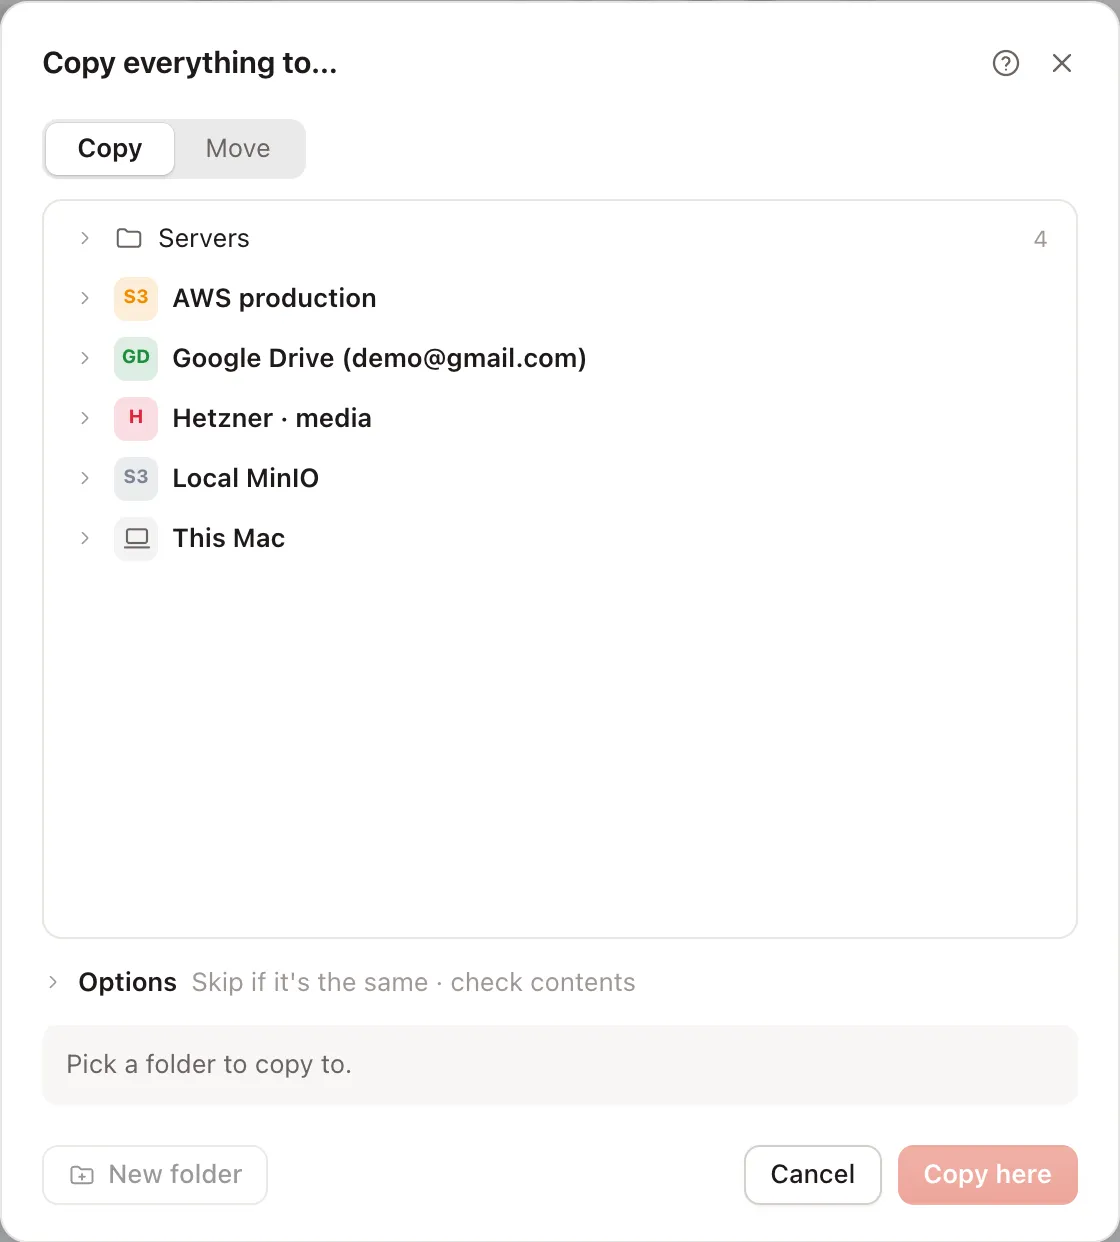 Copy everything to...
Copy Move
Servers 4
S3 AWS production
GD Google Drive (demo@gmail.com)
H Hetzner · media
S3 Local MinIO
This Mac
Options Skip if it's the same · check contents
Pick a folder to copy to.
New folder Cancel Copy here